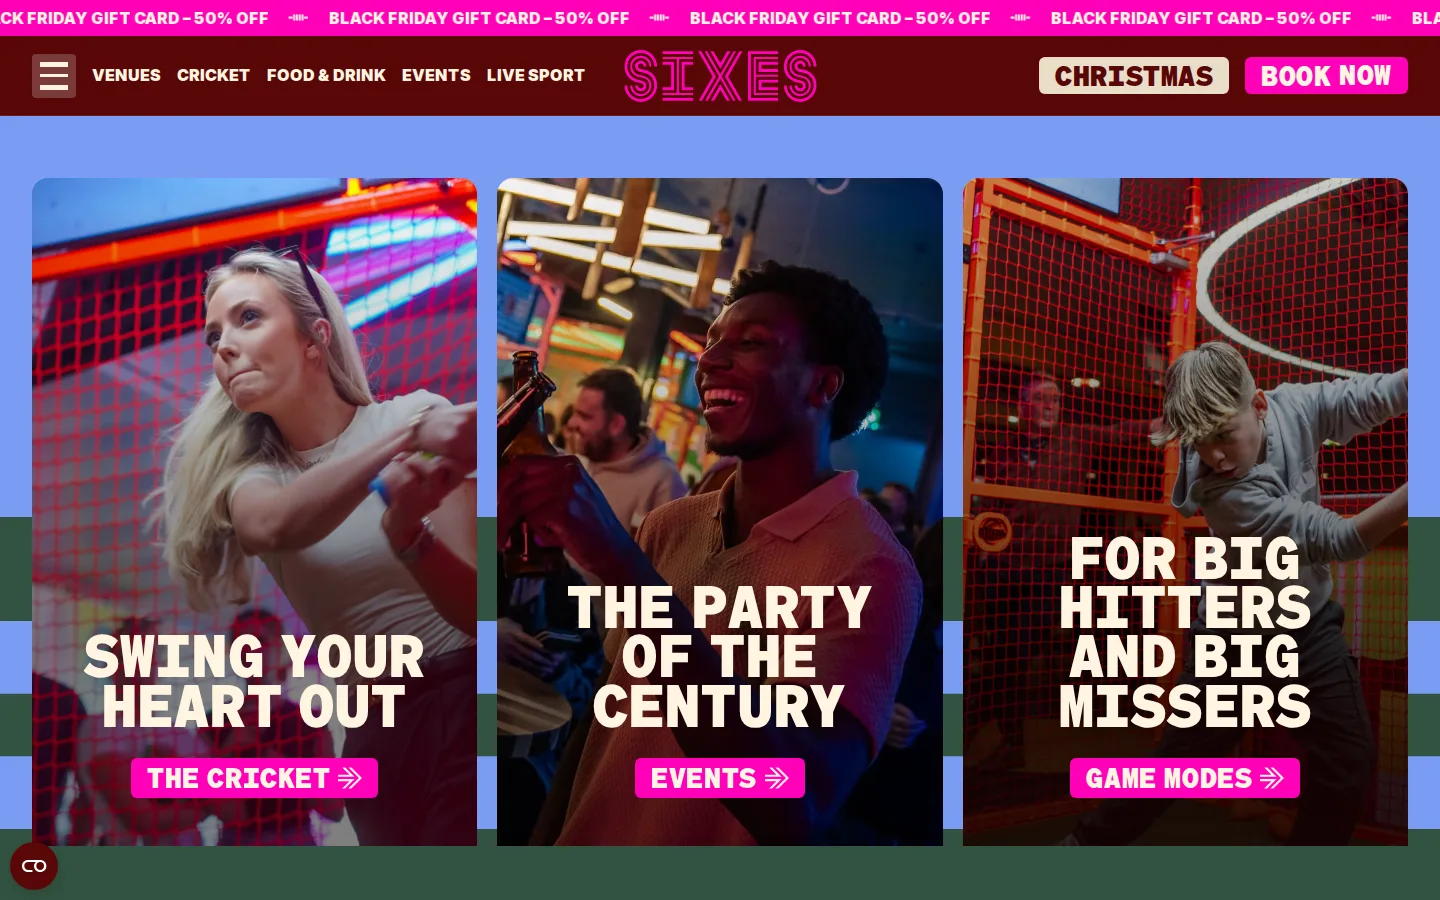 CK FRIDAY GIFT CARD – 50% OFF BLACK FRIDAY GIFT CARD – 50% OFF BLACK FRIDAY GIFT CARD – 50% OFF BLACK FRIDAY GIFT CARD – 50% OFF BLA
VENUES CRICKET FOOD & DRINK EVENTS LIVE SPORT SIXES CHRISTMAS BOOK NOW
SWING YOUR
HEART OUT
THE CRICKET
THE PARTY
OF THE
CENTURY
EVENTS
FOR BIG
HITTERS
AND BIG
MISSERS
GAME MODES